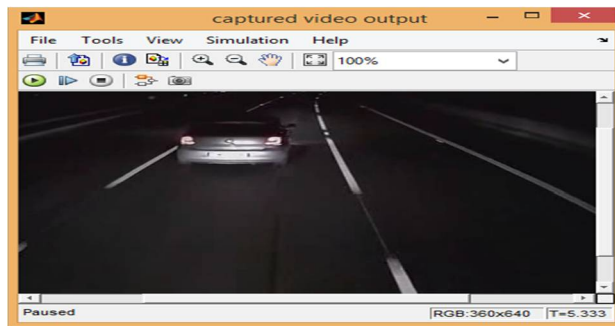 captured video output
File Tools View Simulation Help
100%
Paused
RGB:360x640 T=5.333